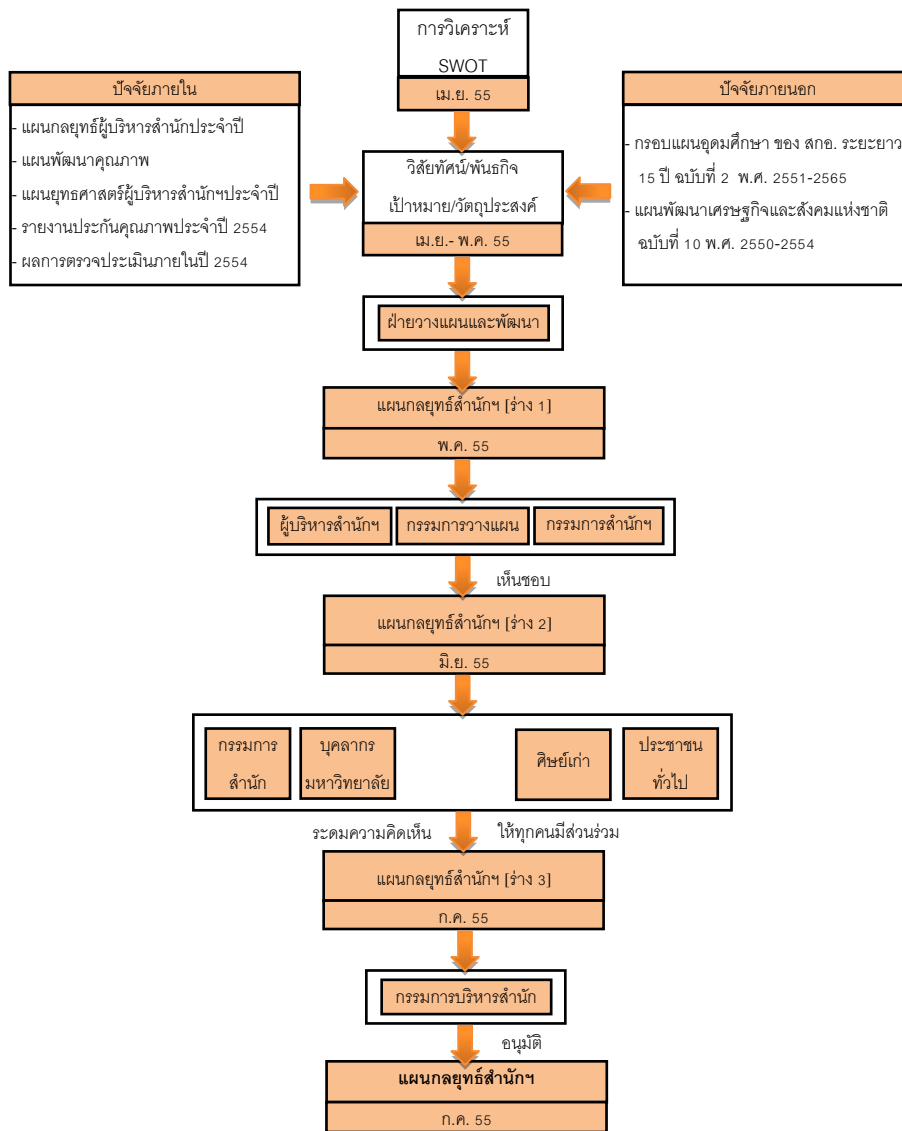 การวิเคราะห์
SWOT
เม.ย. 55
ปัจจัยภายใน
- แผนกลยุทธ์ผู้บริหารสำนักประจำปี
- แผนพัฒนาคุณภาพ
- แผนยุทธศาสตร์ผู้บริหารสำนักฯประจำปี
- รายงานประกันคุณภาพประจำปี 2554
- ผลการตรวจประเมินภายในปี 2554
วิสัยทัศน์/พันธกิจ
เป้าหมาย/วัตถุประสงค์
เม.ย.- พ.ค. 55
ปัจจัยภายนอก
- กรอบแผนอุดมศึกษา ของ สกอ. ระยะยาว
15 ปี ฉบับที่ 2 พ.ศ. 2551-2565
- แผนพัฒนาเศรษฐกิจและสังคมแห่งชาติ
ฉบับที่ 10 พ.ศ. 2550-2554
ฝ่ายวางแผนและพัฒนา
แผนกลยุทธ์สำนักฯ [ร่าง 1]
พ.ค. 55
ผู้บริหารสำนักฯ กรรมการวางแผน กรรมการสำนักฯ
เห็นชอบ
แผนกลยุทธ์สำนักฯ [ร่าง 2]
มิ.ย. 55
กรรมการ
สำนัก
บุคลากร
มหาวิทยาลัย
ศิษย์เก่า
ประชาชน
ทั่วไป
ระดมความคิดเห็น ให้ทุกคนมีส่วนร่วม
แผนกลยุทธ์สำนักฯ [ร่าง 3]
ก.ค. 55
กรรมการบริหารสำนัก
อนุมัติ
แผนกลยุทธ์สำนักฯ
ก.ค. 55